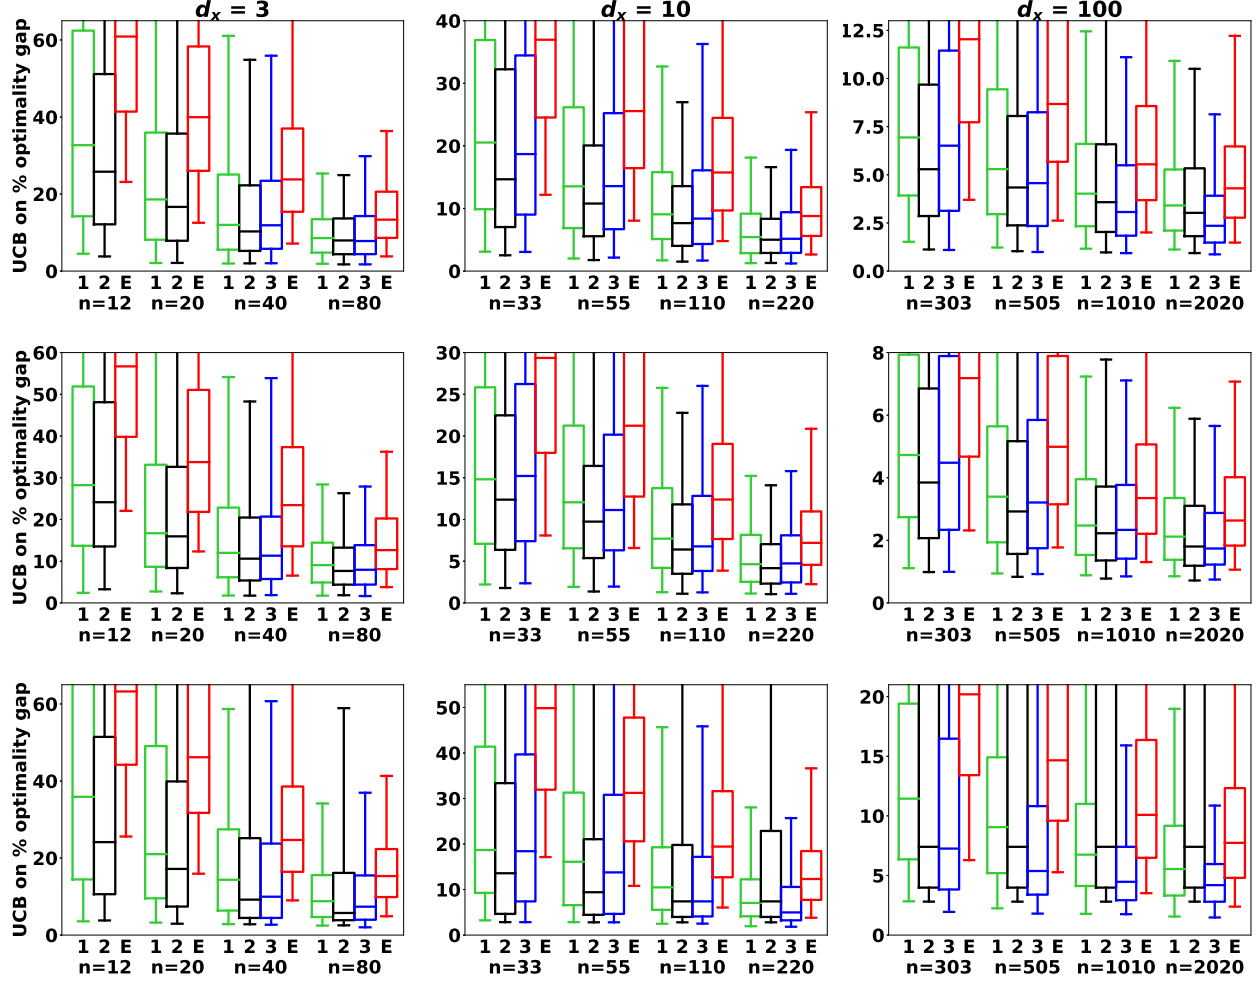 dₓ = 3 dₓ = 10 dₓ = 100
UCB on % optimality gap
60 40 20 0
40 30 20 10 0
12.5 10.0 7.5 5.0 2.5 0.0
1 2 E 1 2 E 1 2 3 E 1 2 3 E
n=12 n=20 n=40 n=80
1 2 3 E 1 2 3 E 1 2 3 E 1 2 3 E
n=33 n=55 n=110 n=220
1 2 3 E 1 2 3 E 1 2 3 E 1 2 3 E
n=303 n=505 n=1010 n=2020
UCB on % optimality gap
60 50 40 30 20 10 0
30 25 20 15 10 5 0
8 6 4 2 0
1 2 E 1 2 E 1 2 3 E 1 2 3 E
n=12 n=20 n=40 n=80
1 2 3 E 1 2 3 E 1 2 3 E 1 2 3 E
n=33 n=55 n=110 n=220
1 2 3 E 1 2 3 E 1 2 3 E 1 2 3 E
n=303 n=505 n=1010 n=2020
UCB on % optimality gap
60 40 20 0
50 40 30 20 10 0
20 15 10 5 0
1 2 E 1 2 E 1 2 3 E 1 2 3 E
n=12 n=20 n=40 n=80
1 2 3 E 1 2 3 E 1 2 3 E 1 2 3 E
n=33 n=55 n=110 n=220
1 2 3 E 1 2 3 E 1 2 3 E 1 2 3 E
n=303 n=505 n=1010 n=2020